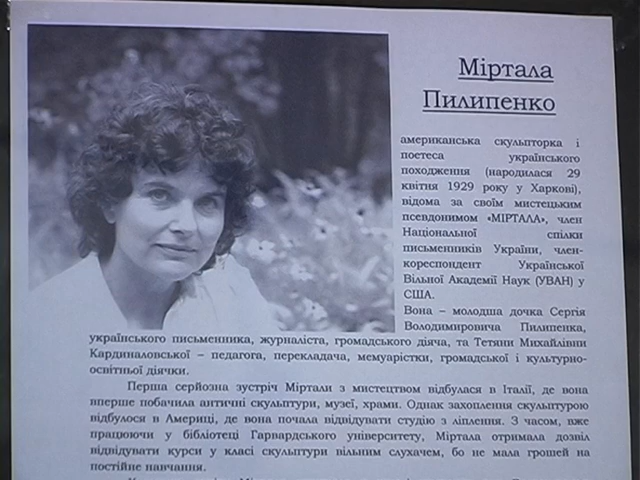 Міртала
Пилипенко
американська скульпторка і
поетеса українського
походження (народилася 29
квітня 1929 року у Харкові),
відома за своїм мистецьким
псевдонимом «МІРТАЛА», член
Національної спілки
письменників України, член-
кореспондент Української
Вільної Академії Наук (УВАН) у
США.
Вона – молодша дочка Сергія
Володимировича Пилипенка,
українського письменника, журналіста, громадського діяча, та Тетяни Михайлівни
Кардиналовської – педагога, перекладача, мемуарістки, громадської і культурно-
освітньої діячки.
Перша серйозна зустріч Міртали з мистецтвом відбулася в Італії, де вона
вперше побачила античні скульптури, музеї, храми. Однак захоплення скульптурою
відбулося в Америці, де вона почала відвідувати студію з ліплення. З часом, вже
працюючи у бібліотеці Гарвардського університету, Міртала отримала дозвіл
відвідувати курси у класі скульптури вільним слухачем, бо не мала грошей на
постійне навчання.